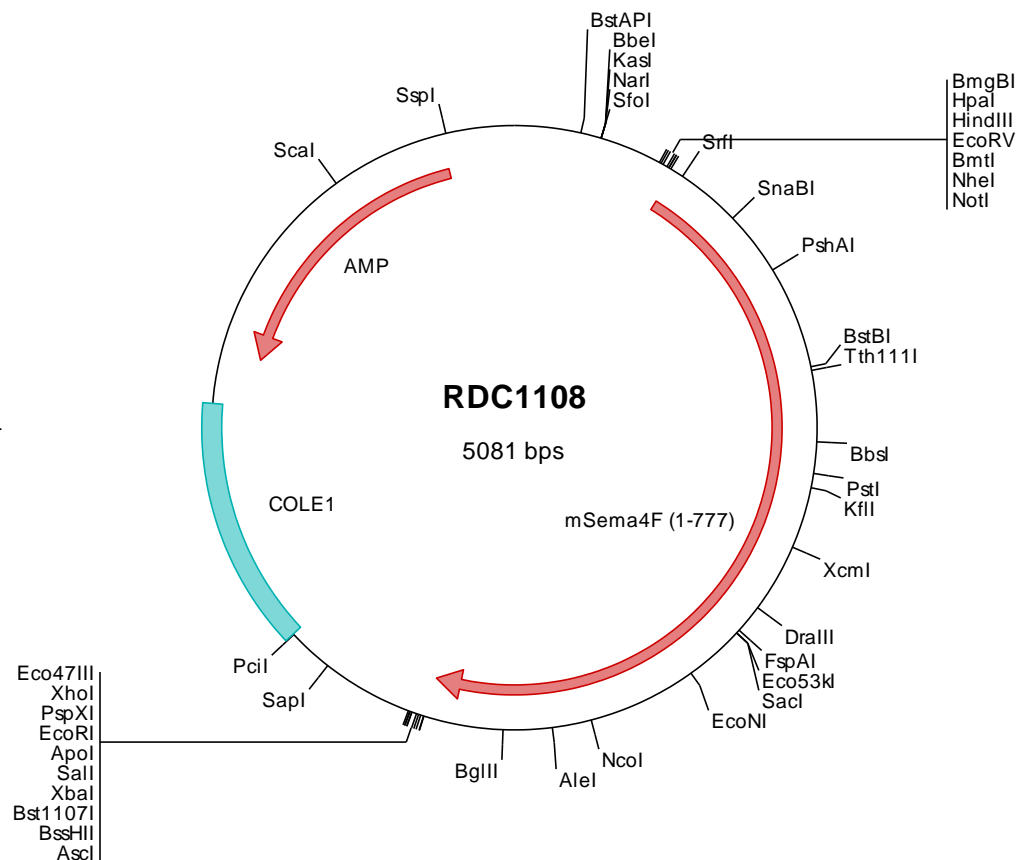 BstAPI
BbeI
KasI
NarI
SfoI
BmgBI
HpaI
HindIII
EcoRV
BmtI
NheI
NotI
SspI
ScaI
SrfI
SnaBI
PshAI
AMP
BstBI
Tth111I
RDC1108
5081 bps
BbsI
PstI
KflI
COLE1
mSema4F (1-777)
XcmI
DraIII
FspAI
Eco53kI
SacI
EcoNI
PciI
SapI
Eco47III
XhoI
PspXI
EcoRI
ApoI
SalI
XbaI
Bst1107I
BssHII
AscI
NcoI
AleI
BglII